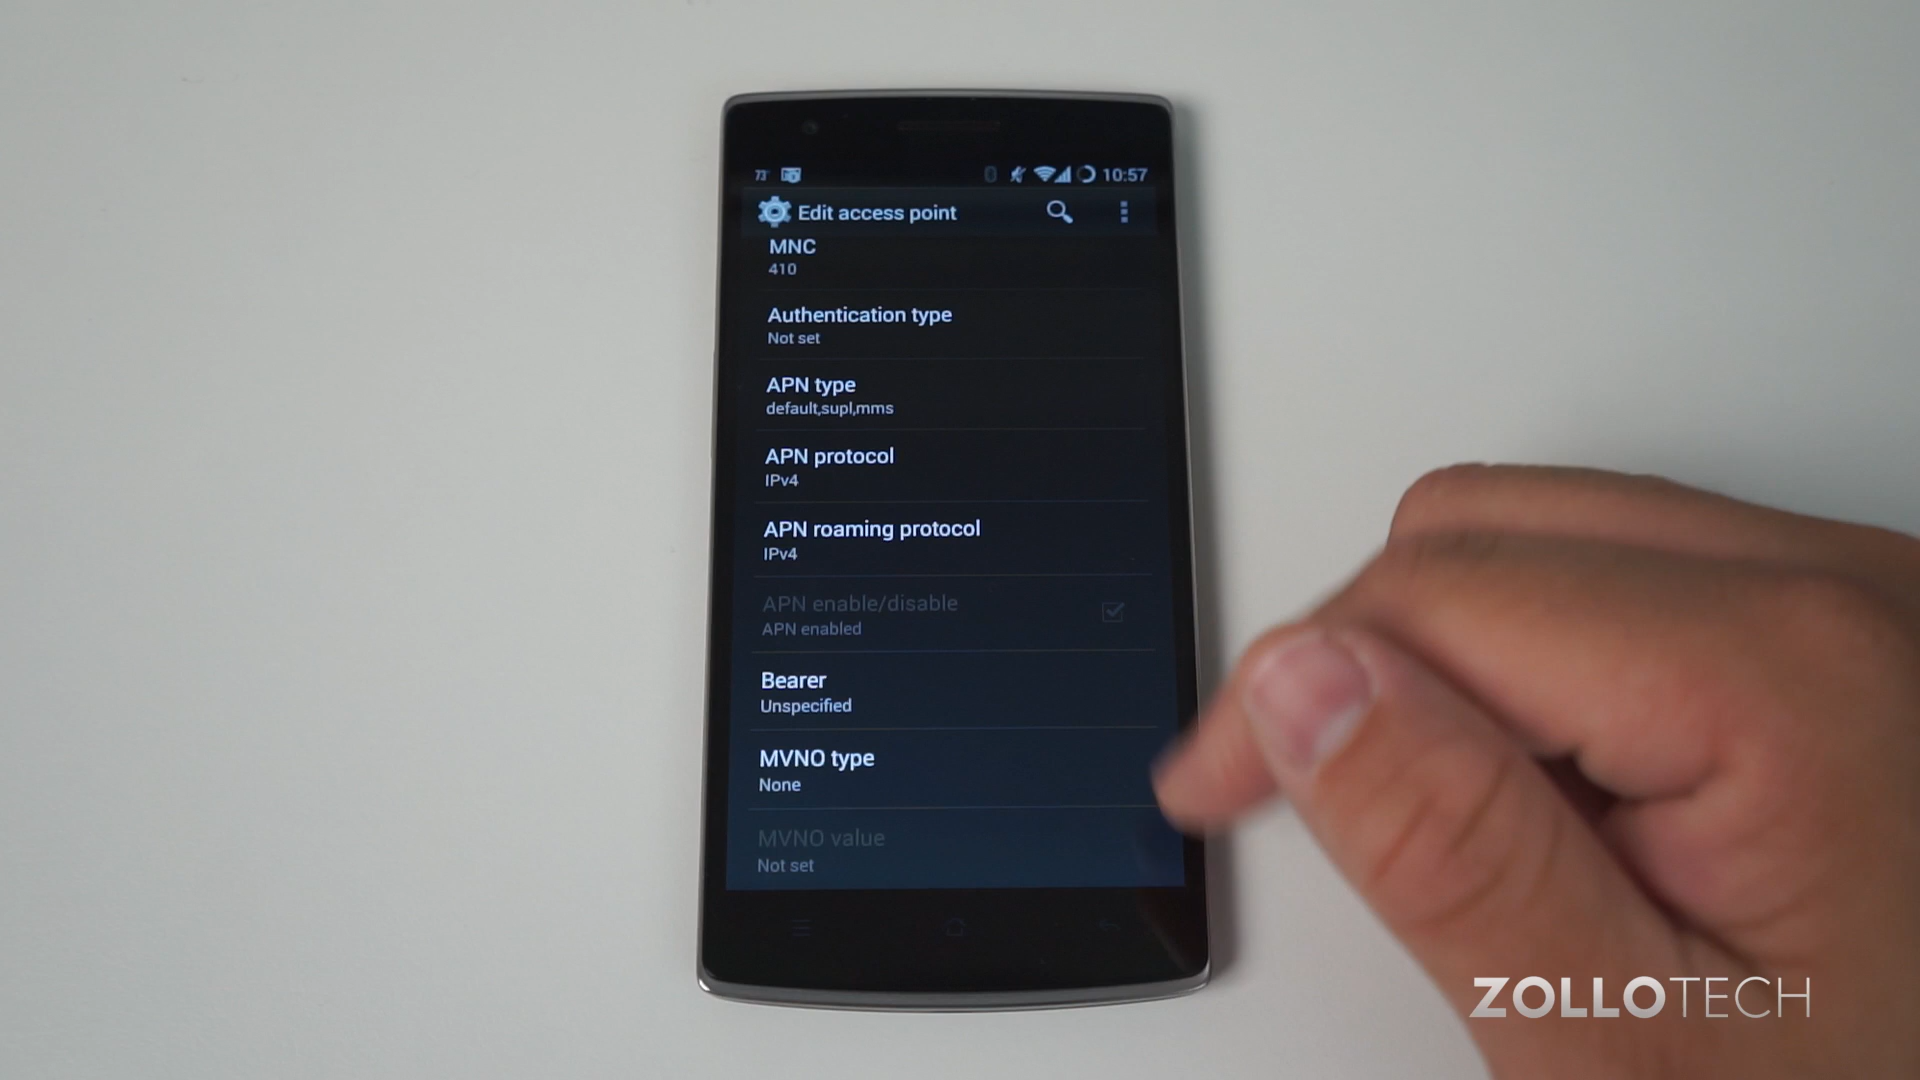 73°
10:57
Edit access point
MNC
410
Authentication type
Not set
APN type
default,supl,mms
APN protocol
IPv4
APN roaming protocol
IPv4
APN enable/disable
APN enabled
Bearer
Unspecified
MVNO type
None
MVNO value
Not set
ZOLLOTECH